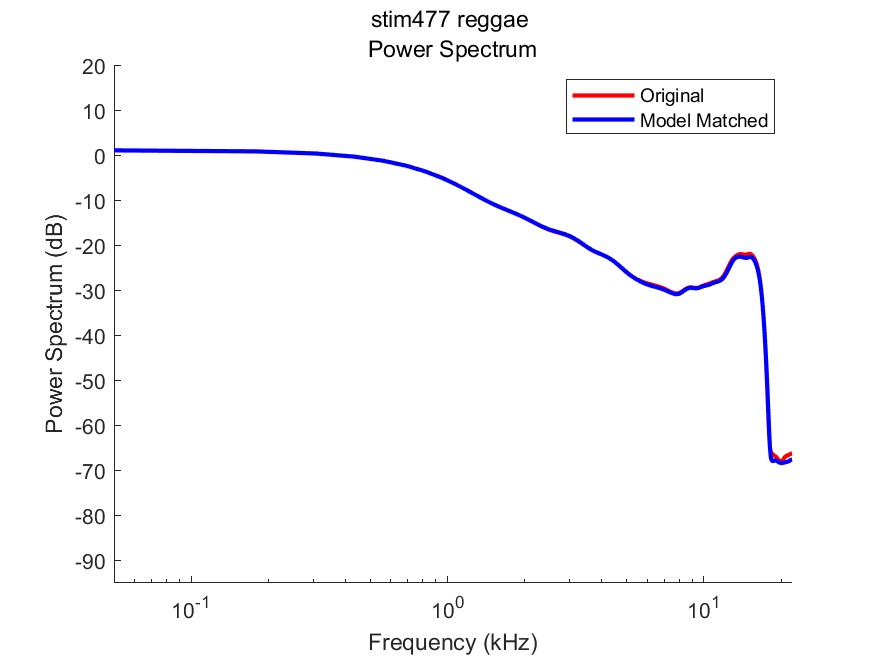 stim477 reggae
Power Spectrum
Original
Model Matched
20
10
0
-10
-20
-30
-40
-50
-60
-70
-80
-90
Power Spectrum (dB)
10^-1
10^0
10^1
Frequency (kHz)